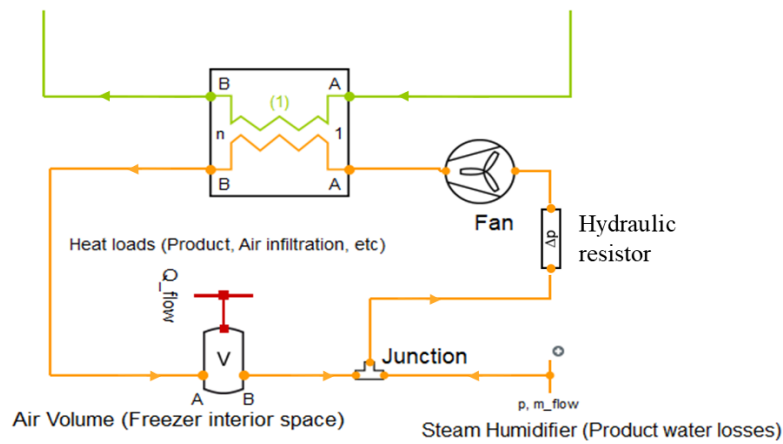 B
A
(1)
n
1
B
A
Fan
Δp
Hydraulic
resistor
Heat loads (Product, Air infiltration, etc)
Q_flow
V
Junction
A
B
p, m_flow
Air Volume (Freezer interior space)
Steam Humidifier (Product water losses)